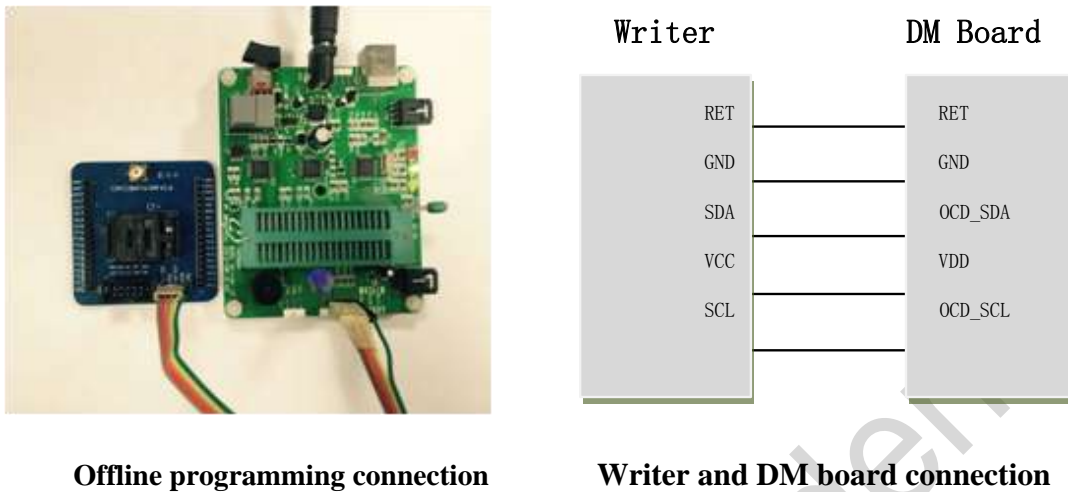 Writer DM Board
RET RET
GND GND
SDA OCD_SDA
VCC VDD
SCL OCD_SCL
Offline programming connection Writer and DM board connection